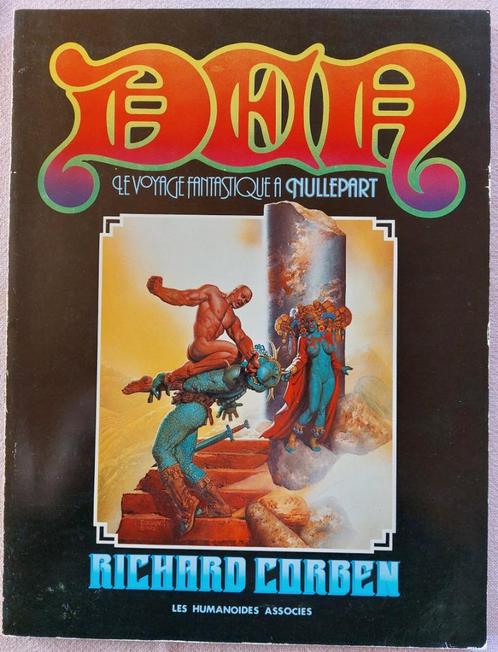 DEN
LE VOYAGE FANTASTIQUE A NULLEPART
RICHARD CORBEN
LES HUMANOIDES ASSOCIES